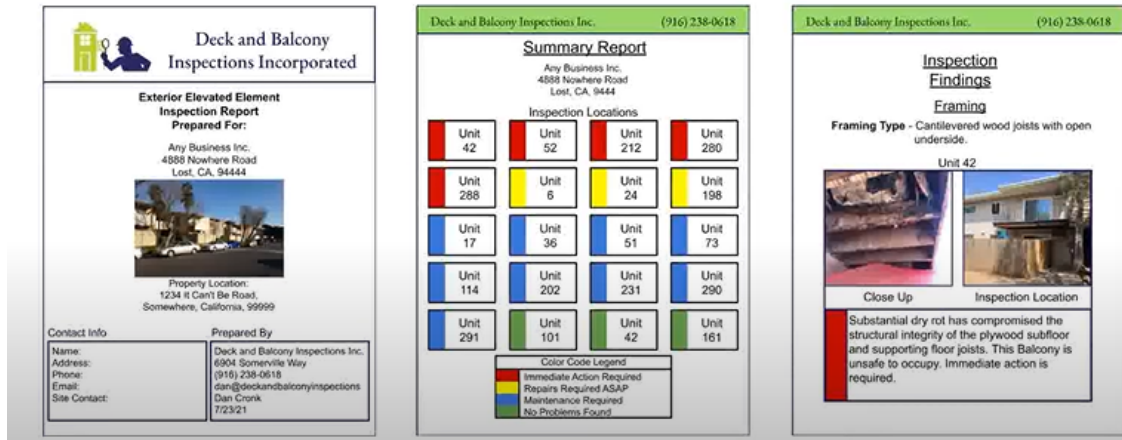 Deck and Balcony
Inspections Incorporated
Exterior Elevated Element
Inspection Report
Prepared For:
Any Business Inc.
4888 Nowhere Road
Lost, CA, 94444
Property Location:
1234 it Can't Be Road,
Somewhere, California, 99999
Contact Info
Name:
Address:
Phone:
Email:
Site Contact:
Prepared By
Deck and Balcony Inspections Inc.
6904 Somerville Way
(916) 238-0618
dan@deckandbalconyinspections
Dan Cronk
7/23/21
Deck and Balcony Inspections Inc. (916) 238-0618
Summary Report
Any Business Inc.
4888 Nowhere Road
Lost, CA, 9444
Inspection Locations
Unit 42
Unit 52
Unit 212
Unit 280
Unit 288
Unit 6
Unit 24
Unit 198
Unit 17
Unit 36
Unit 51
Unit 73
Unit 114
Unit 202
Unit 231
Unit 290
Unit 291
Unit 101
Unit 42
Unit 161
Color Code Legend
Immediate Action Required
Repairs Required ASAP
Maintenance Required
No Problems Found
Deck and Balcony Inspections Inc. (916) 238-0618
Inspection
Findings
Framing
Framing Type - Cantilevered wood joists with open
underside.
Unit 42
Close Up
Inspection Location
Substantial dry rot has compromised the
structural integrity of the plywood subfloor
and supporting floor joists. This Balcony is
unsafe to occupy. Immediate action is
required.